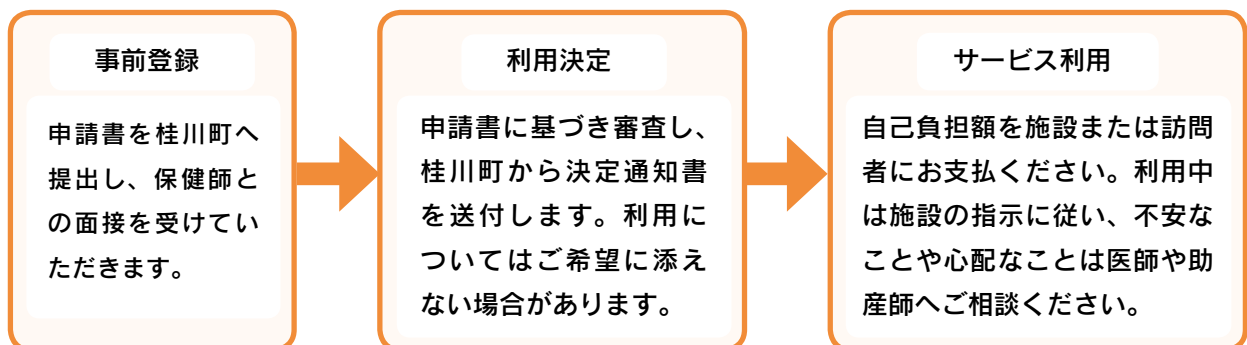 事前登録
申請書を桂川町へ
提出し、保健師と
の面接を受けてい
ただきます。
利用決定
申請書に基づき審査し、
桂川町から決定通知書
を送付します。利用に
ついてはご希望に添え
ない場合があります。
サービス利用
自己負担額を施設または訪問
者にお支払ください。利用中
は施設の指示に従い、不安な
ことや心配なことは医師や助
産師へご相談ください。